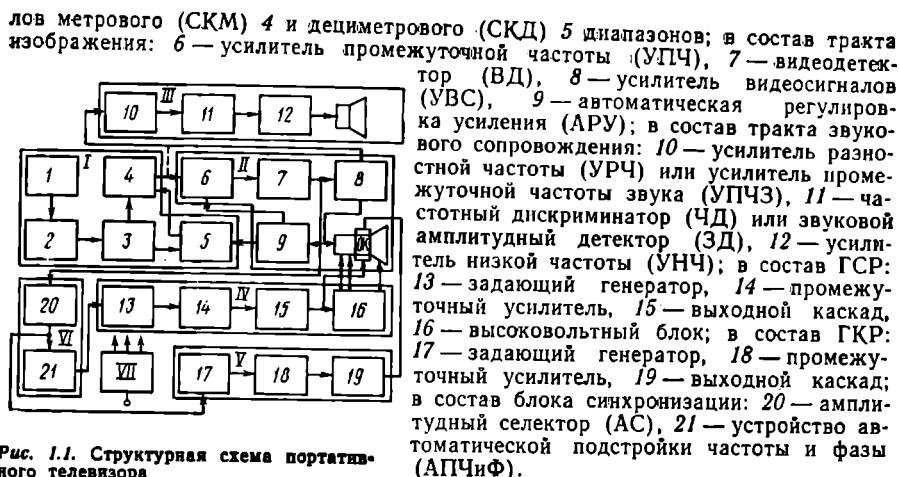 лов метрового (СКМ) 4 и дециметрового (СКД) 5 диапазонов; в состав тракта
изображения: 6 — усилитель промежуточной частоты (УПЧ), 7 — видеодетек-
тор (ВД), 8 — усилитель видеосигналов
(УВС), 9 — автоматическая регулиров-
ка усиления (АРУ); в состав тракта звуко-
вого сопровождения: 10 — усилитель разно-
стной частоты (УРЧ) или усилитель проме-
жуточной частоты звука (УПЧЗ), 11 — ча-
стотный дискриминатор (ЧД) или звуковой
амплитудный детектор (ЗД), 12 — усили-
тель низкой частоты (УНЧ); в состав ГСР:
13 — задающий генератор, 14 — промежу-
точный усилитель, 15 — выходной каскад,
16 — высоковольтный блок; в состав ГКР:
17 — задающий генератор, 18 — промежу-
точный усилитель, 19 — выходной каскад;
в состав блока синхронизации: 20 — ампли-
тудный селектор (АС), 21 — устройство ав-
томатической подстройки частоты и фазы
(АПЧиФ).
10 III 11 12
1 I 4 6 II 7 8
2 3 5 9 ОС
20 13 14 IV 15 16
VI
21 VII 17 V 18 19
Рис. 1.1. Структурная схема портатив-
ного телевизора